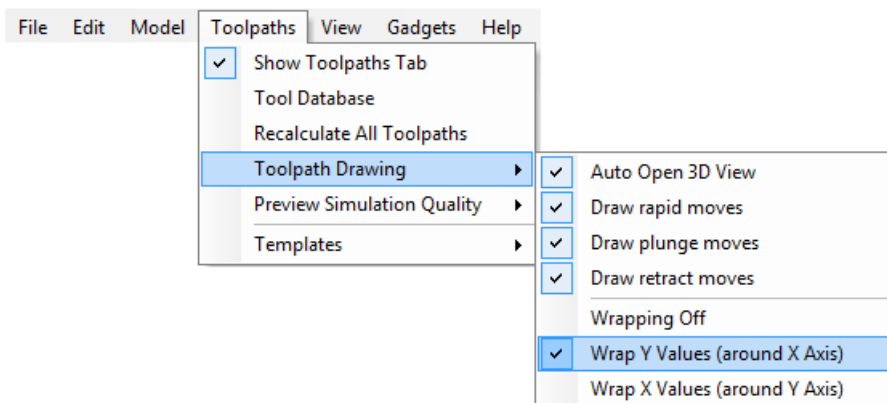 File Edit Model Toolpaths View Gadgets Help
Show Toolpaths Tab
Tool Database
Recalculate All Toolpaths
Toolpath Drawing
Preview Simulation Quality
Templates
Auto Open 3D View
Draw rapid moves
Draw plunge moves
Draw retract moves
Wrapping Off
Wrap Y Values (around X Axis)
Wrap X Values (around Y Axis)